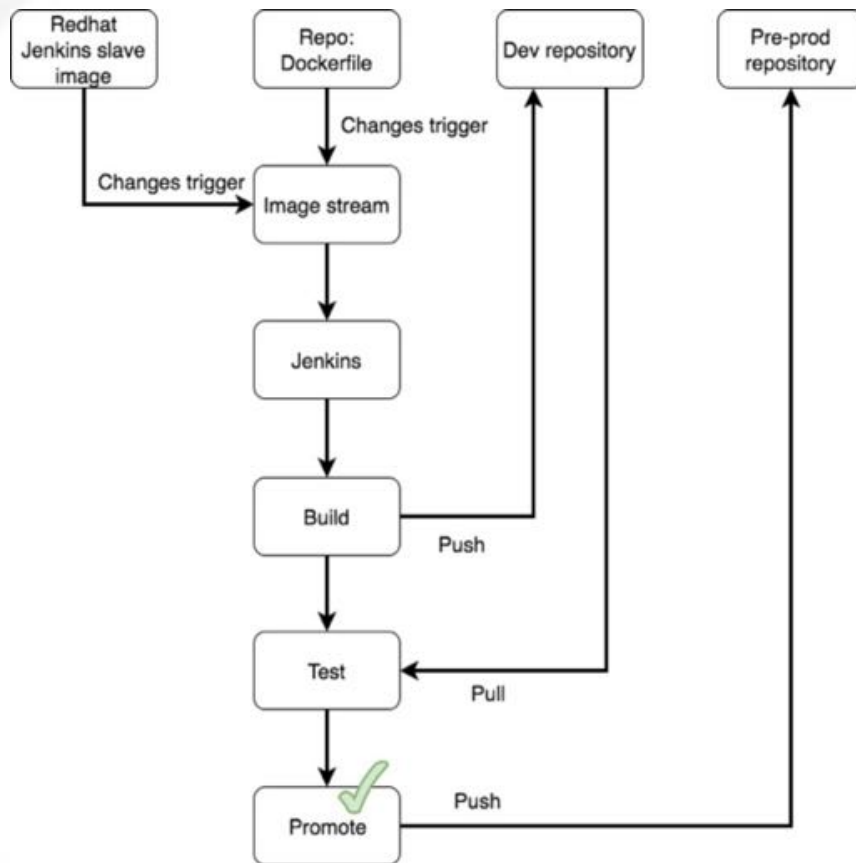 Redhat
Jenkins slave
image
Repo:
Dockerfile
Dev repository
Pre-prod
repository
Changes trigger
Changes trigger
Image stream
Jenkins
Build
Push
Test
Pull
Promote
Push